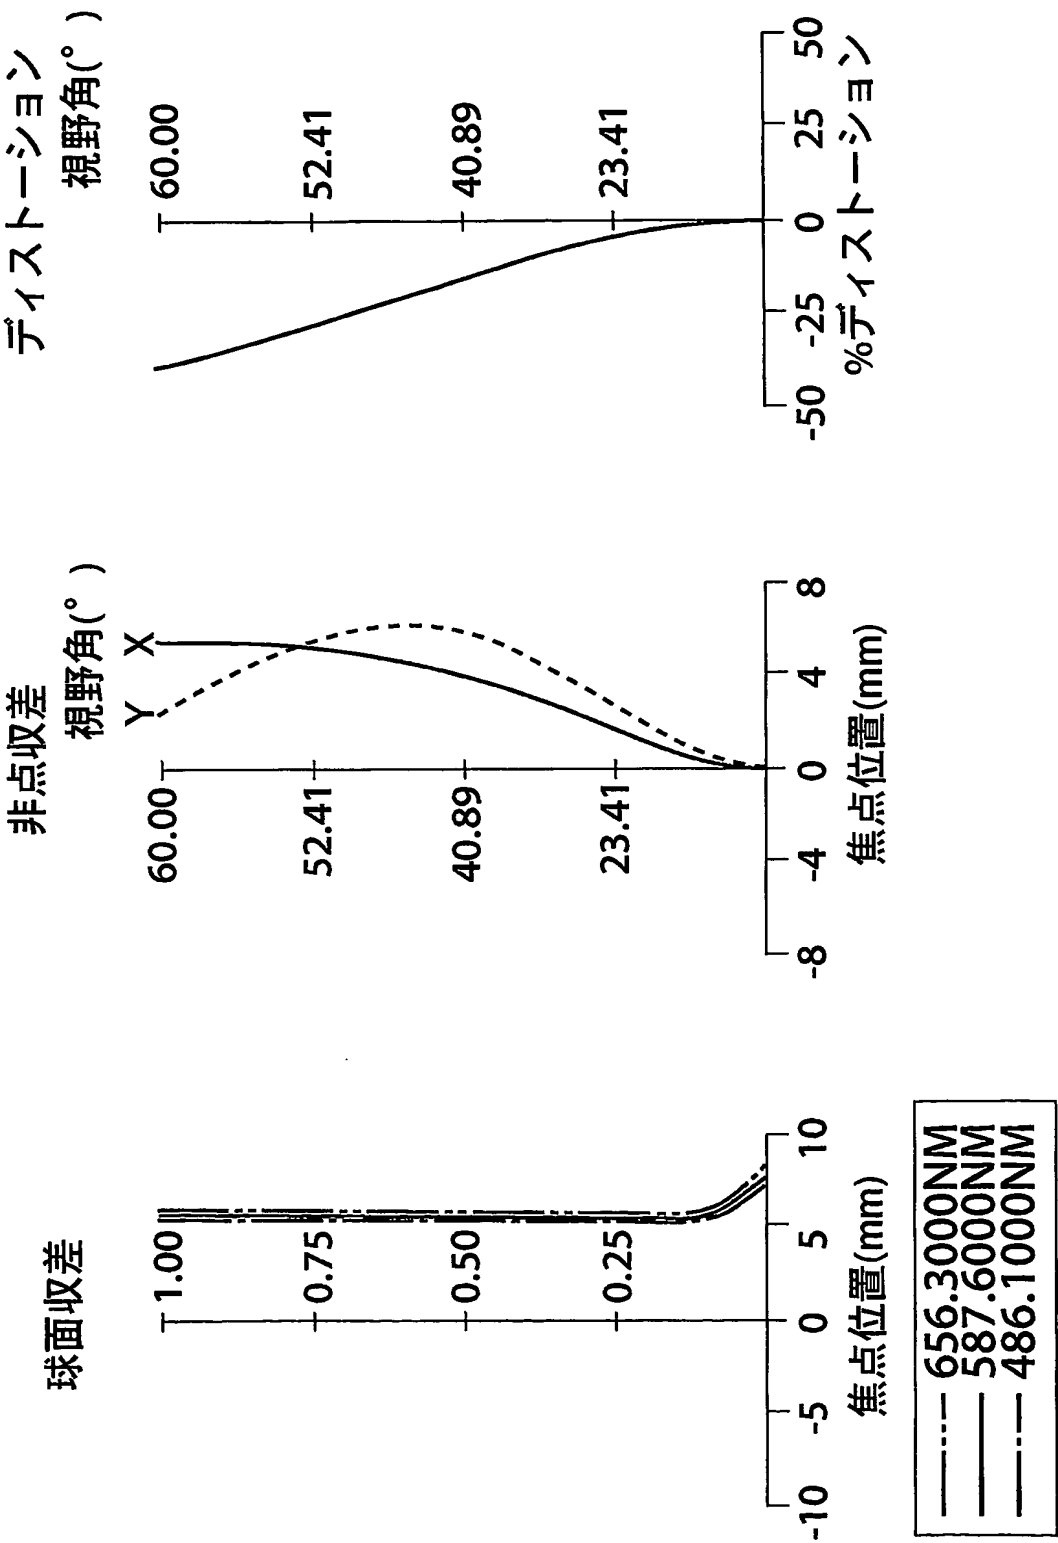 球面収差
1.00
0.75
0.50
0.25
-10 -5 0 5 10
焦点位置(mm)
656.3000NM
587.6000NM
486.1000NM
非点収差
視野角(°)
Y X
60.00
52.41
40.89
23.41
-8 -4 0 4 8
焦点位置(mm)
ディストーション
視野角(°)
60.00
52.41
40.89
23.41
-50 -25 0 25 50
%ディストーション